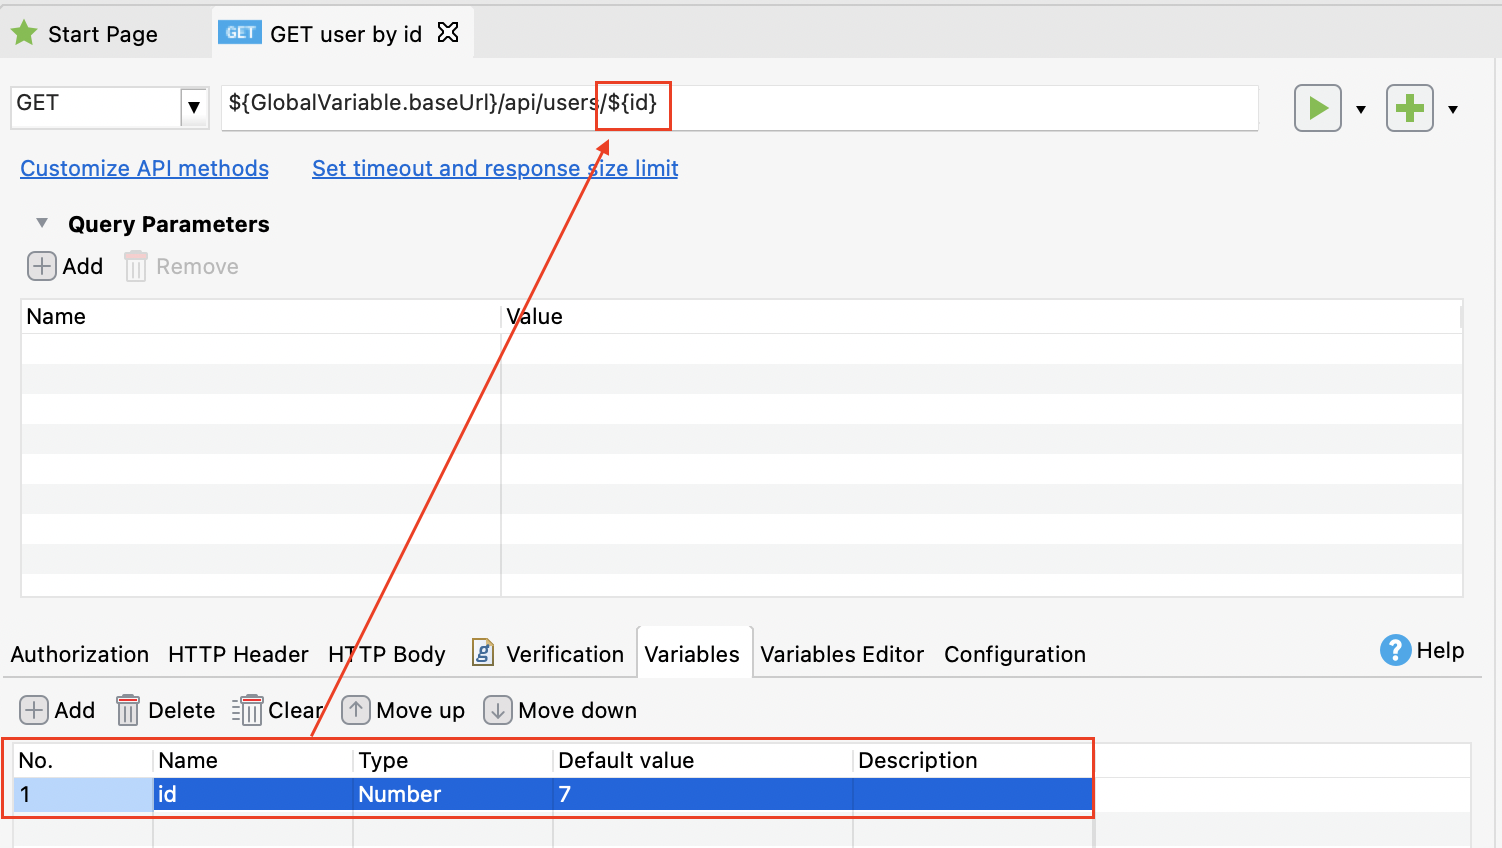 Start Page
GET GET user by id
GET
${GlobalVariable.baseUrl}/api/users/${id}
Customize API methods Set timeout and response size limit
Query Parameters
Add Remove
Name Value
Authorization HTTP Header HTTP Body g Verification Variables Variables Editor Configuration ? Help
Add Delete Clear Move up Move down
No. Name Type Default value Description
1 id Number 7